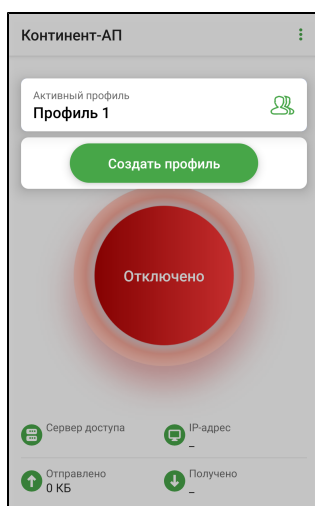 Континент-АП
Активный профиль
Профиль 1
Создать профиль
Отключено
Сервер доступа
IP-адрес
–
Отправлено
0 КБ
Получено
–